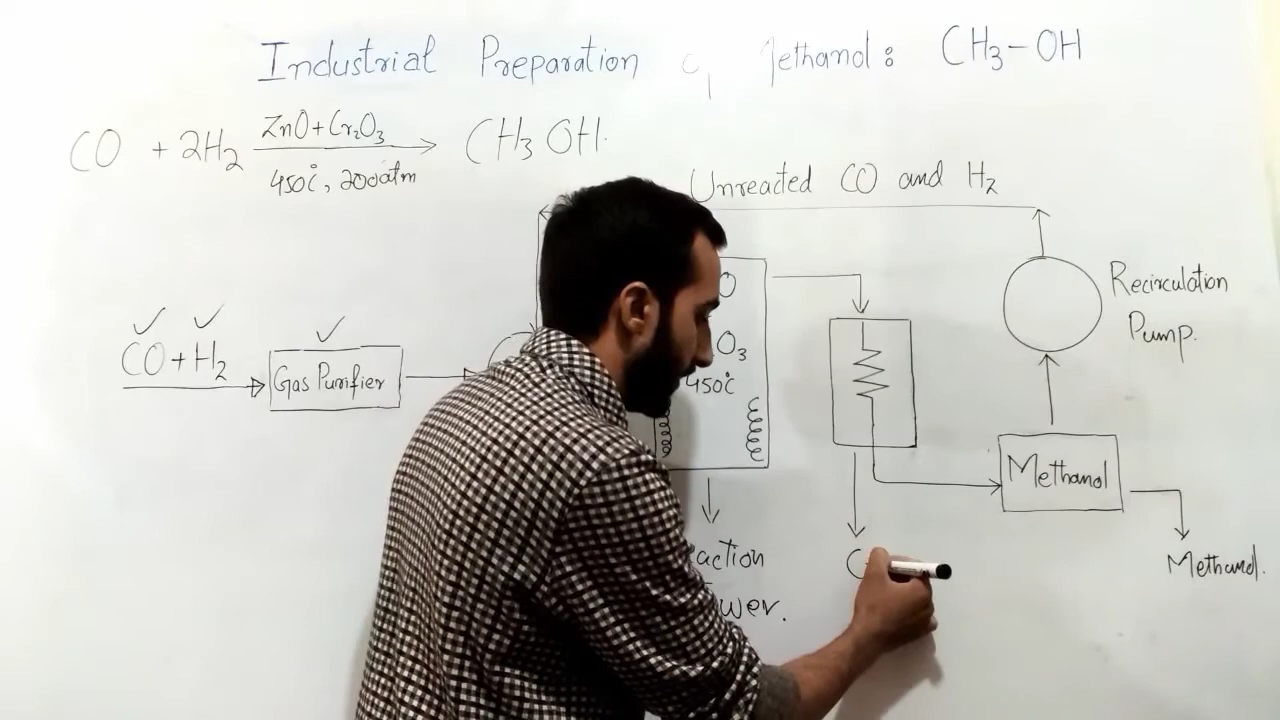 Industrial Preparation Methanol: CH3-OH
CO + 2H2 ZnO+Cr2O3 CH3OH.
450°C, 200atm
Unreacted CO and H2
CO+H2
Gas Purifier
O
O3
450°C
Recirculation
Pump.
Methanol
Methanol.
C
action
wer.